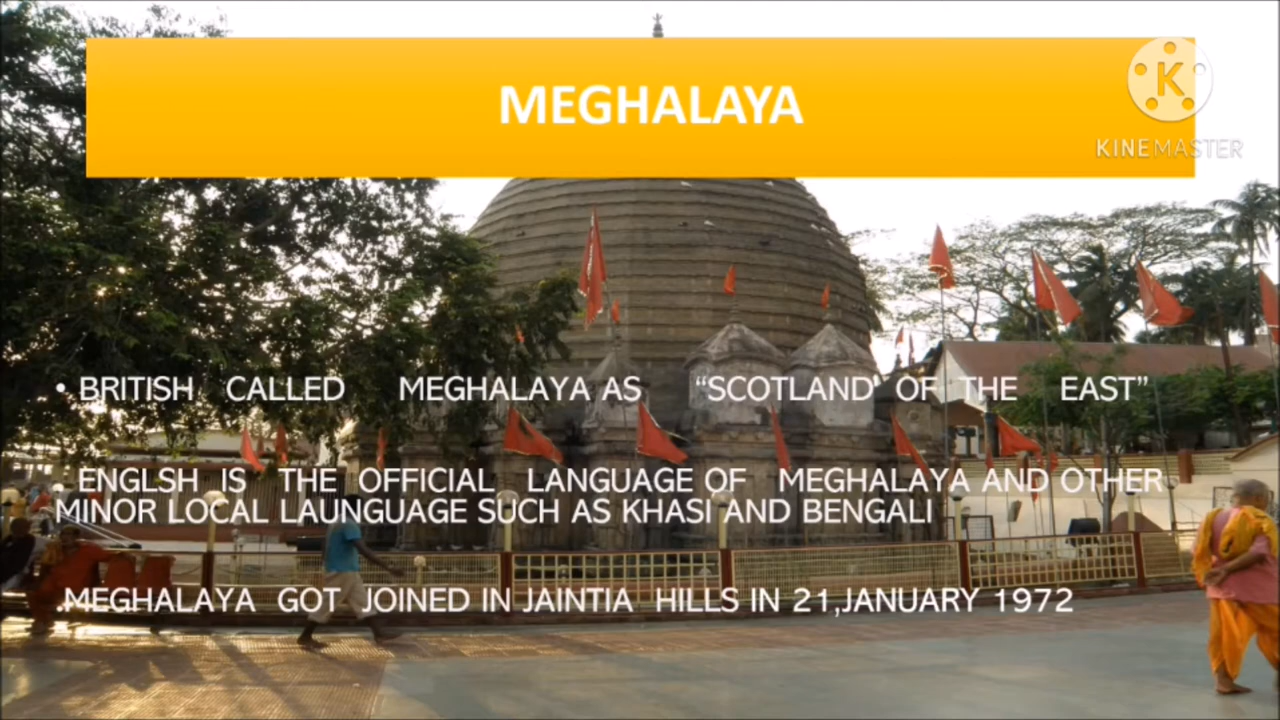 MEGHALAYA
K
KINEMASTER
• BRITISH CALLED MEGHALAYA AS “SCOTLAND OF THE EAST”
ENGLSH IS THE OFFICIAL LANGUAGE OF MEGHALAYA AND OTHER
MINOR LOCAL LAUNGUAGE SUCH AS KHASI AND BENGALI
.MEGHALAYA GOT JOINED IN JAINTIA HILLS IN 21,JANUARY 1972